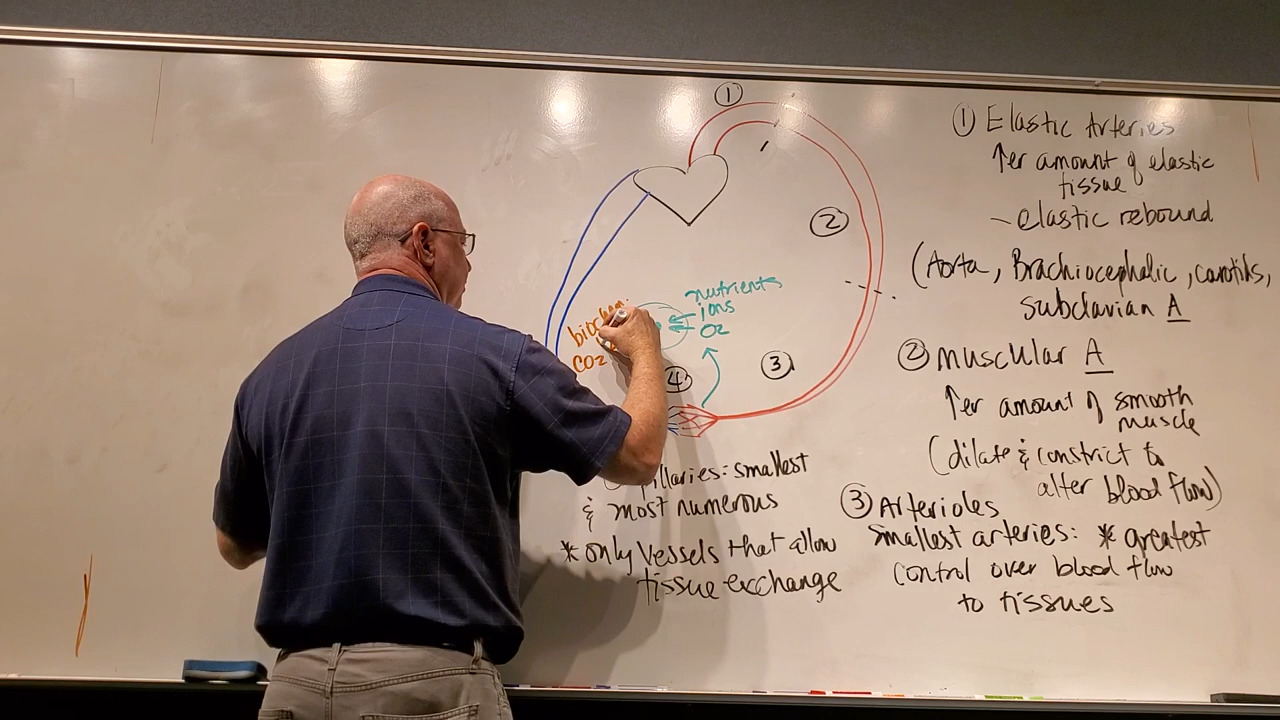 ①
②
③
④
nutrients
ions
O2
CO2
① Elastic Arteries
↑er amount of elastic
tissue
- elastic rebound
(Aorta, Brachiocephalic, carotids,
subclavian A
② muscular A
↑er amount of smooth
muscle
(dilate & constrict to
alter blood flow)
③ Arterioles
smallest arteries: * greatest
control over blood flow
to tissues
pillaries: smallest
& most numerous
* only vessels that allow
tissue exchange